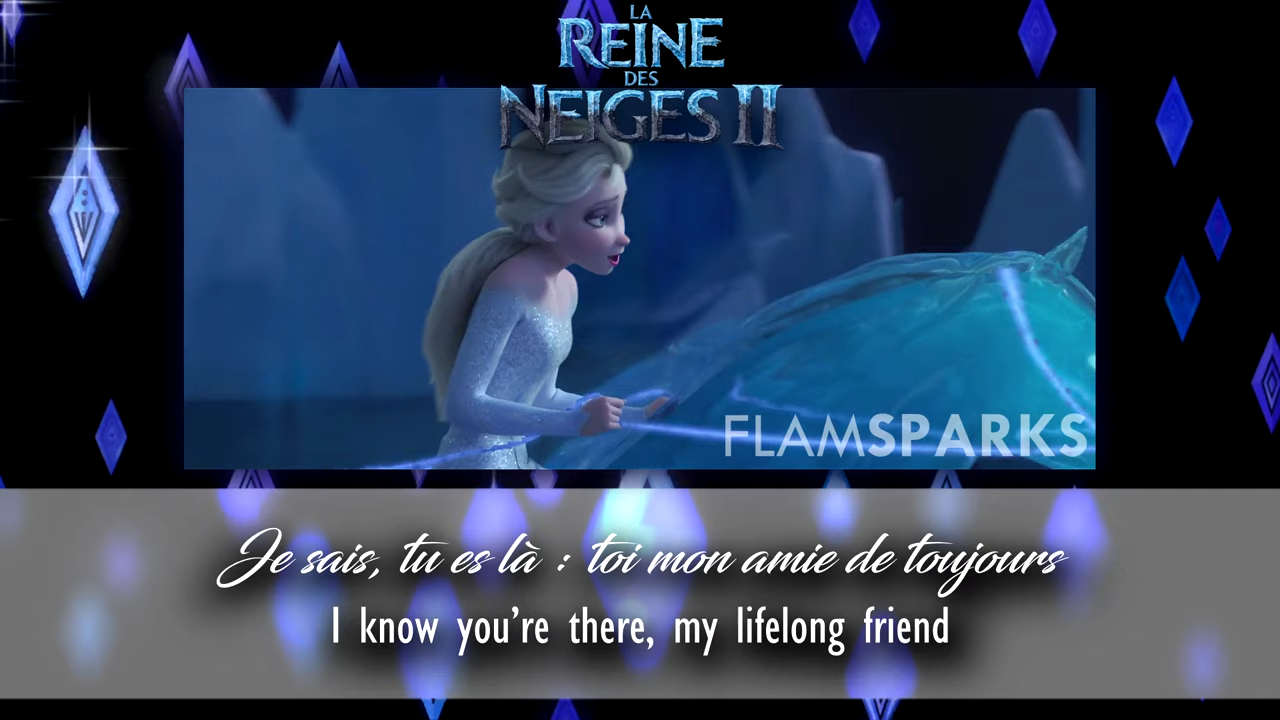 LA
REINE
DES
NEIGES II
FLAMSPARKS
Je sais, tu es là : toi mon amie de toujours
I know you're there, my lifelong friend